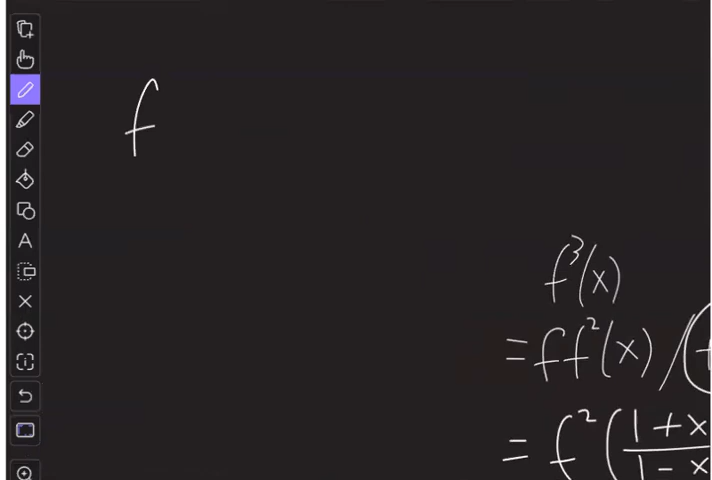 f
f³(x)
= ff²(x) / (f
= f²(1+x/1-x